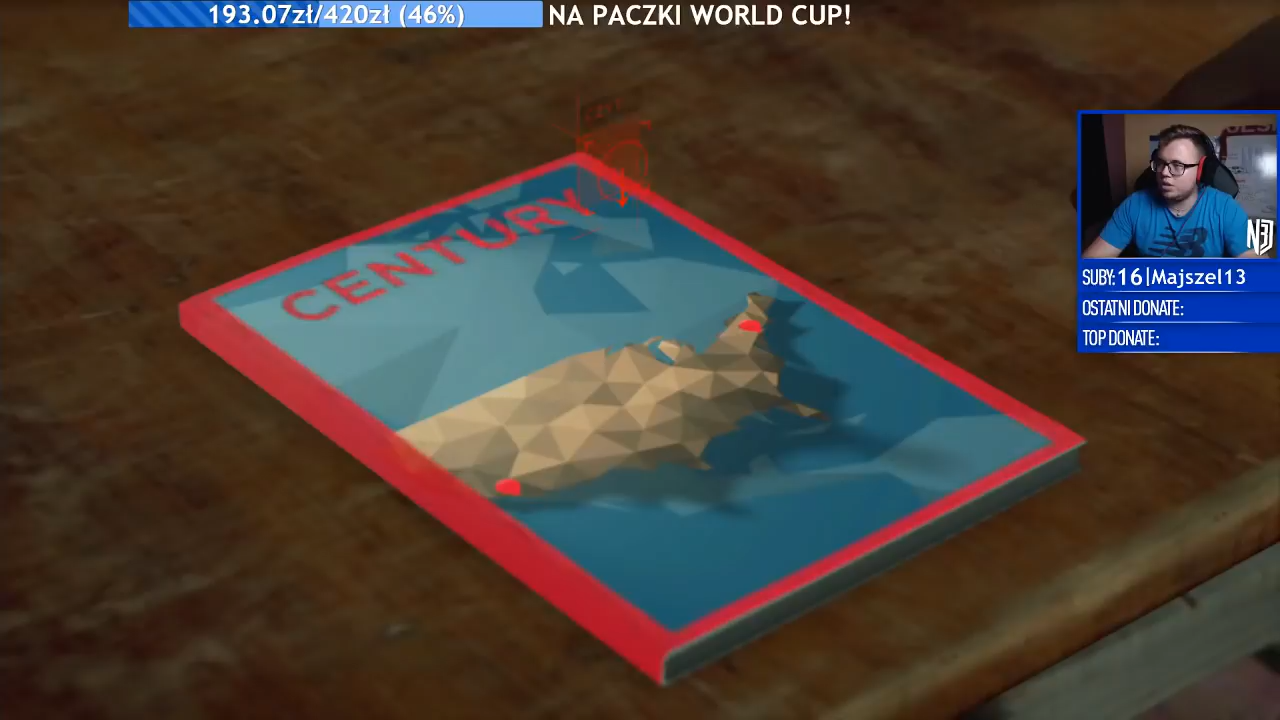 193.07zł/420zł (46%)
NA PACZKI WORLD CUP!
CENTURY
SUBY:16|Majszel13
OSTATNI DONATE:
TOP DONATE: